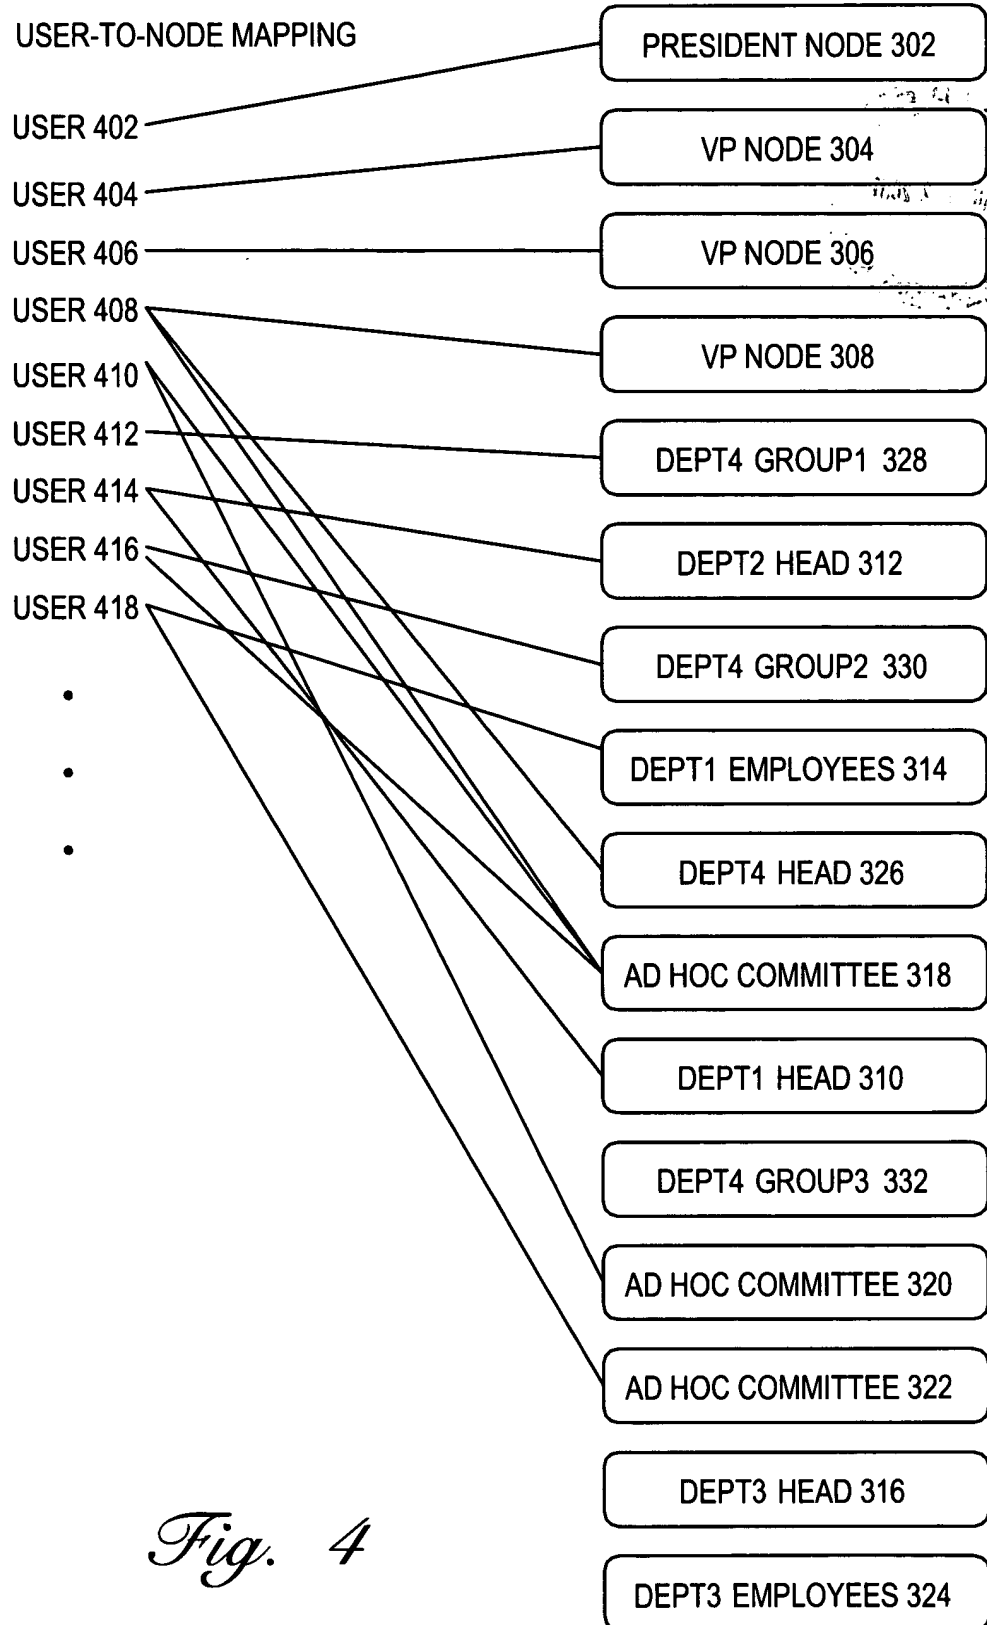 USER-TO-NODE MAPPING
PRESIDENT NODE 302
USER 402
VP NODE 304
USER 404
USER 406
VP NODE 306
USER 408
VP NODE 308
USER 410
USER 412
DEPT4 GROUP1 328
USER 414
DEPT2 HEAD 312
USER 416
USER 418
DEPT4 GROUP2 330
DEPT1 EMPLOYEES 314
DEPT4 HEAD 326
AD HOC COMMITTEE 318
DEPT1 HEAD 310
DEPT4 GROUP3 332
AD HOC COMMITTEE 320
AD HOC COMMITTEE 322
DEPT3 HEAD 316
Fig. 4
DEPT3 EMPLOYEES 324